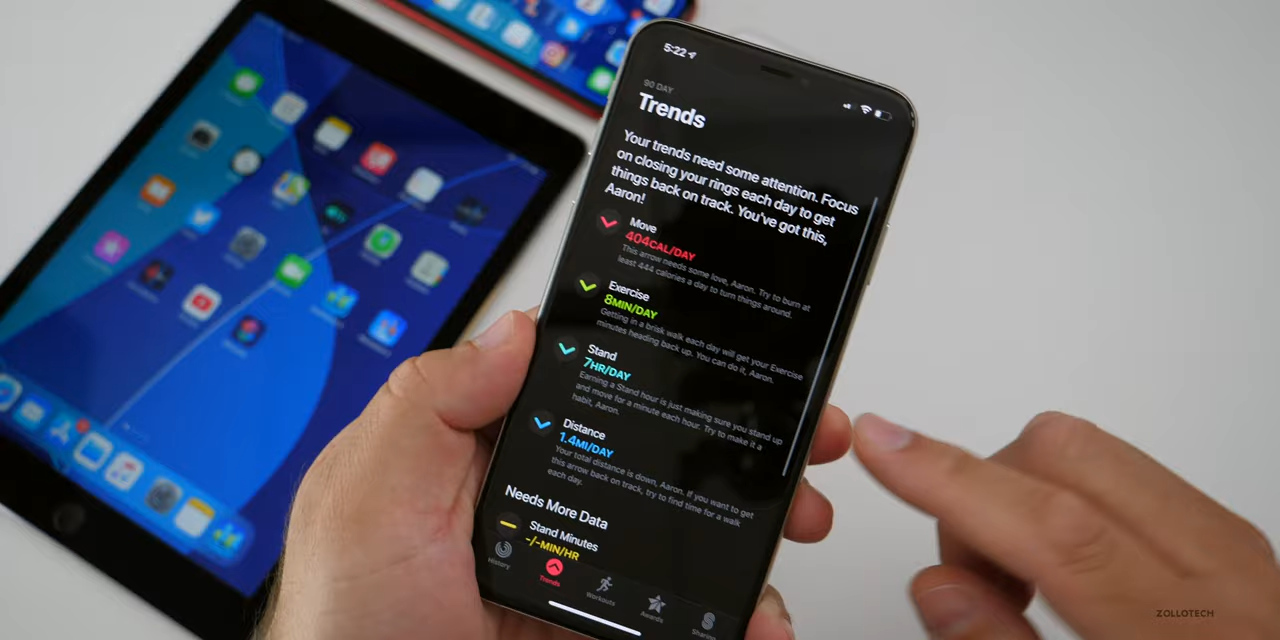 5:22
90 DAY
Trends
Your trends need some attention. Focus
on closing your rings each day to get
things back on track. You've got this,
Aaron!
Move
404CAL/DAY
This arrow needs some love, Aaron. Try to burn at
least 444 calories a day to turn things around.
Exercise
8MIN/DAY
Getting in a brisk walk each day will get your Exercise
minutes heading back up. You can do it, Aaron.
Stand
7HR/DAY
Earning a Stand hour is just making sure you stand up
and move for a minute each hour. Try to make it a
habit, Aaron.
Distance
1.4MI/DAY
Your total distance is down, Aaron. If you want to get
this arrow back on track, try to find time for a walk
each day.
Needs More Data
Stand Minutes
-/-MIN/HR
History
Trends
Workouts
Awards
Sharing
ZOLLOTECH